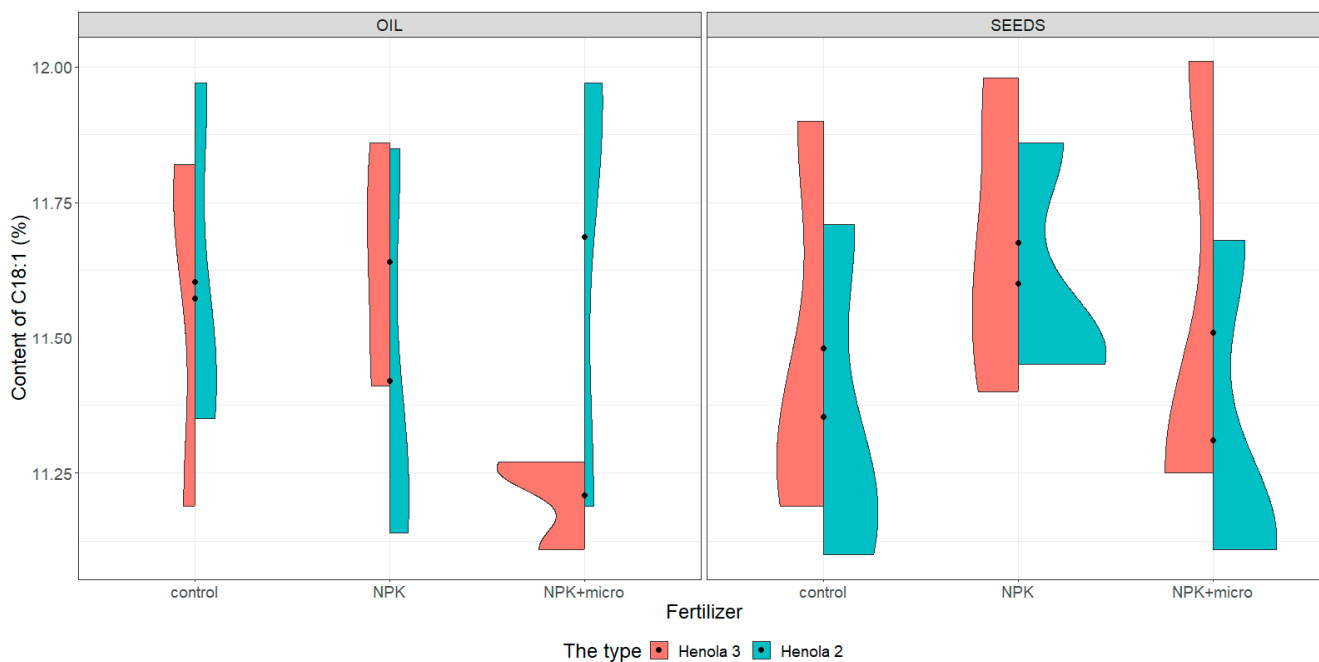 OIL
SEEDS
Content of C18:1 (%)
12.00
11.75
11.50
11.25
control NPK NPK+micro
control NPK NPK+micro
Fertilizer
The type Henola 3 Henola 2